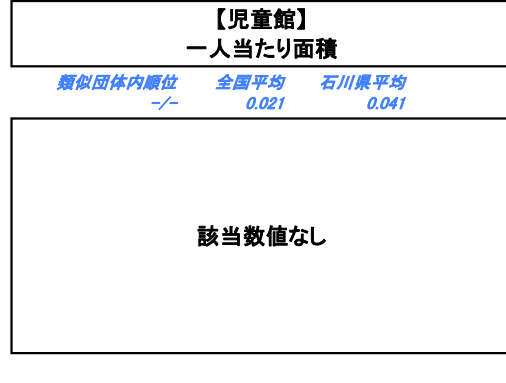 【児童館】
一人当たり面積
類似団体内順位 全国平均 石川県平均
-/- 0.021 0.041
該当数値なし